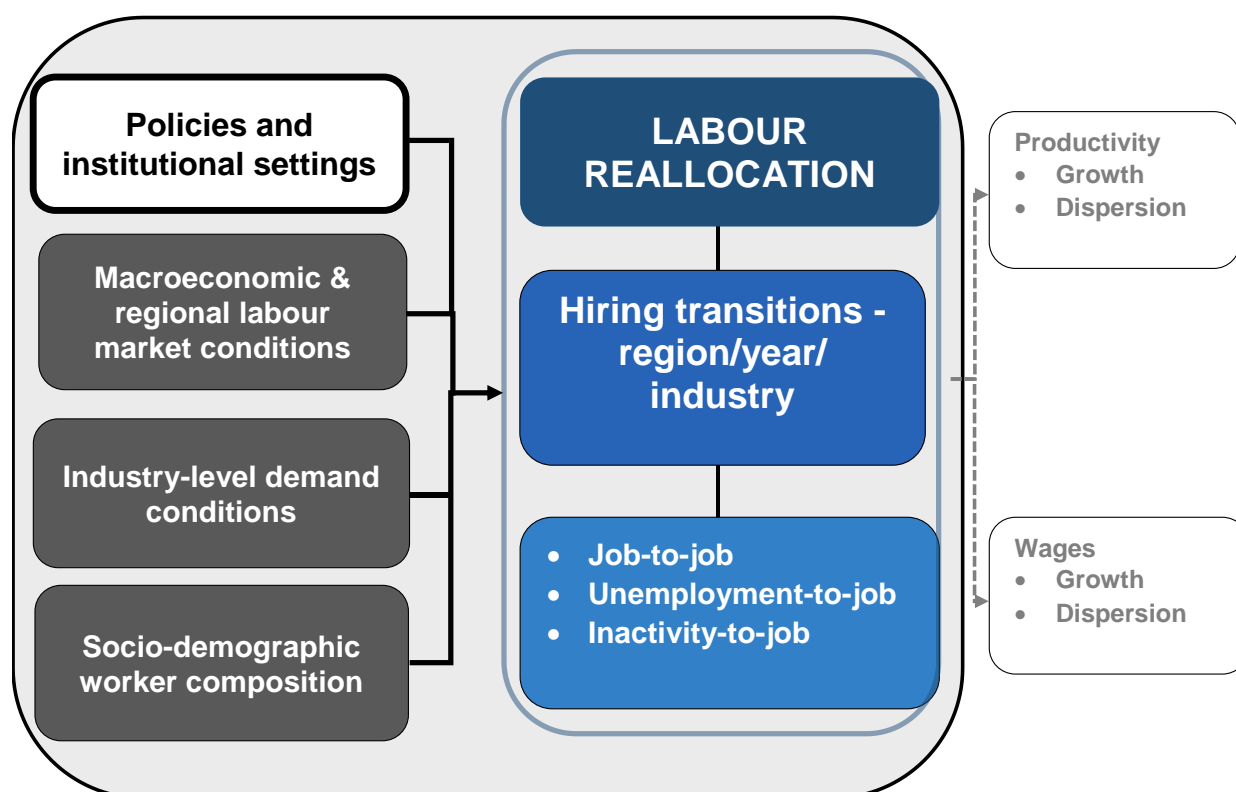 Policies and
institutional settings
Macroeconomic &
regional labour
market conditions
Industry-level demand
conditions
Socio-demographic
worker composition
LABOUR
REALLOCATION
Hiring transitions -
region/year/
industry
• Job-to-job
• Unemployment-to-job
• Inactivity-to-job
Productivity
• Growth
• Dispersion
Wages
• Growth
• Dispersion